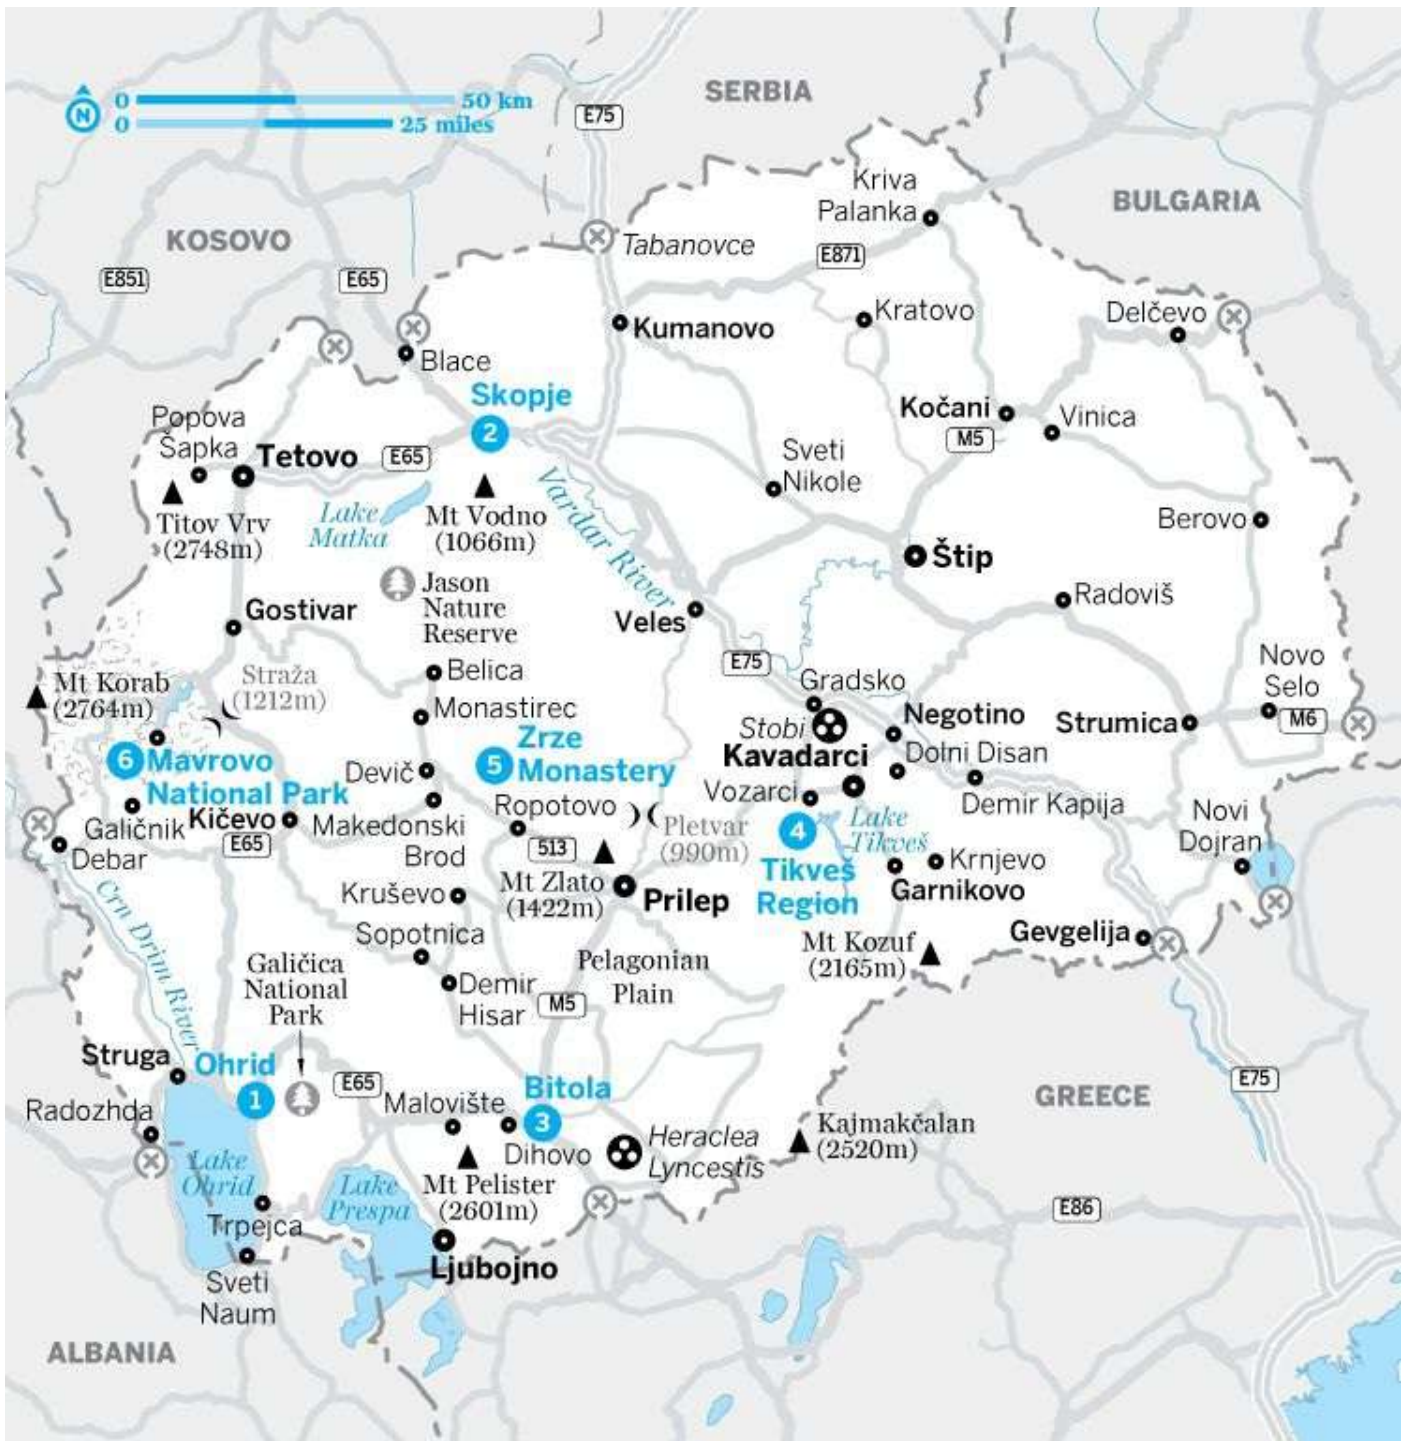 N
0
50 km
0
25 miles
E75
SERBIA
Kriva
Palanka
BULGARIA
KOSOVO
Tabanovce
E871
E851
E65
Kumanovo
Kratovo
Delčevo
Blace
Skopje
2
Kočani
M5
Vinica
Popova
Šapka
Tetovo
E65
Sveti
Nikole
Titov Vrv
(2748m)
Lake
Matka
Mt Vodno
(1066m)
Vardar River
Berovo
Štip
Jason
Nature
Reserve
Gostivar
Veles
Radoviš
E75
Belica
Straža
(1212m)
Mt Korab
(2764m)
Monastirec
Gradsko
Stobi
Negotino
Novo
Selo
M6
Strumica
6
Mavrovo
National Park
5
Zrze
Monastery
Kavadarci
Dolni Disan
Devič
Vozarci
Demir Kapija
Galičnik
Kičevo
E65
Makedonski
Brod
Ropotovo
Pletvar
(990m)
4
Tikveš
Region
Lake
Tikveš
Novi
Dojran
Debar
513
Krnjevo
Garnikovo
Kruševo
Mt Zlato
(1422m)
Prilep
Crn Drim River
Sopotnica
Mt Kozuf
(2165m)
Gevgelija
Galičica
National
Park
Demir
Hisar
Pelagonian
Plain
M5
Struga
Ohrid
1
E65
Bitola
3
E75
GREECE
Radozhda
Malovište
Dihovo
Heraclea
Lyncestis
Kajmakčalan
(2520m)
Lake
Ohrid
Lake
Prespa
Mt Pelister
(2601m)
E86
Trpejca
Ljubojno
Sveti
Naum
ALBANIA